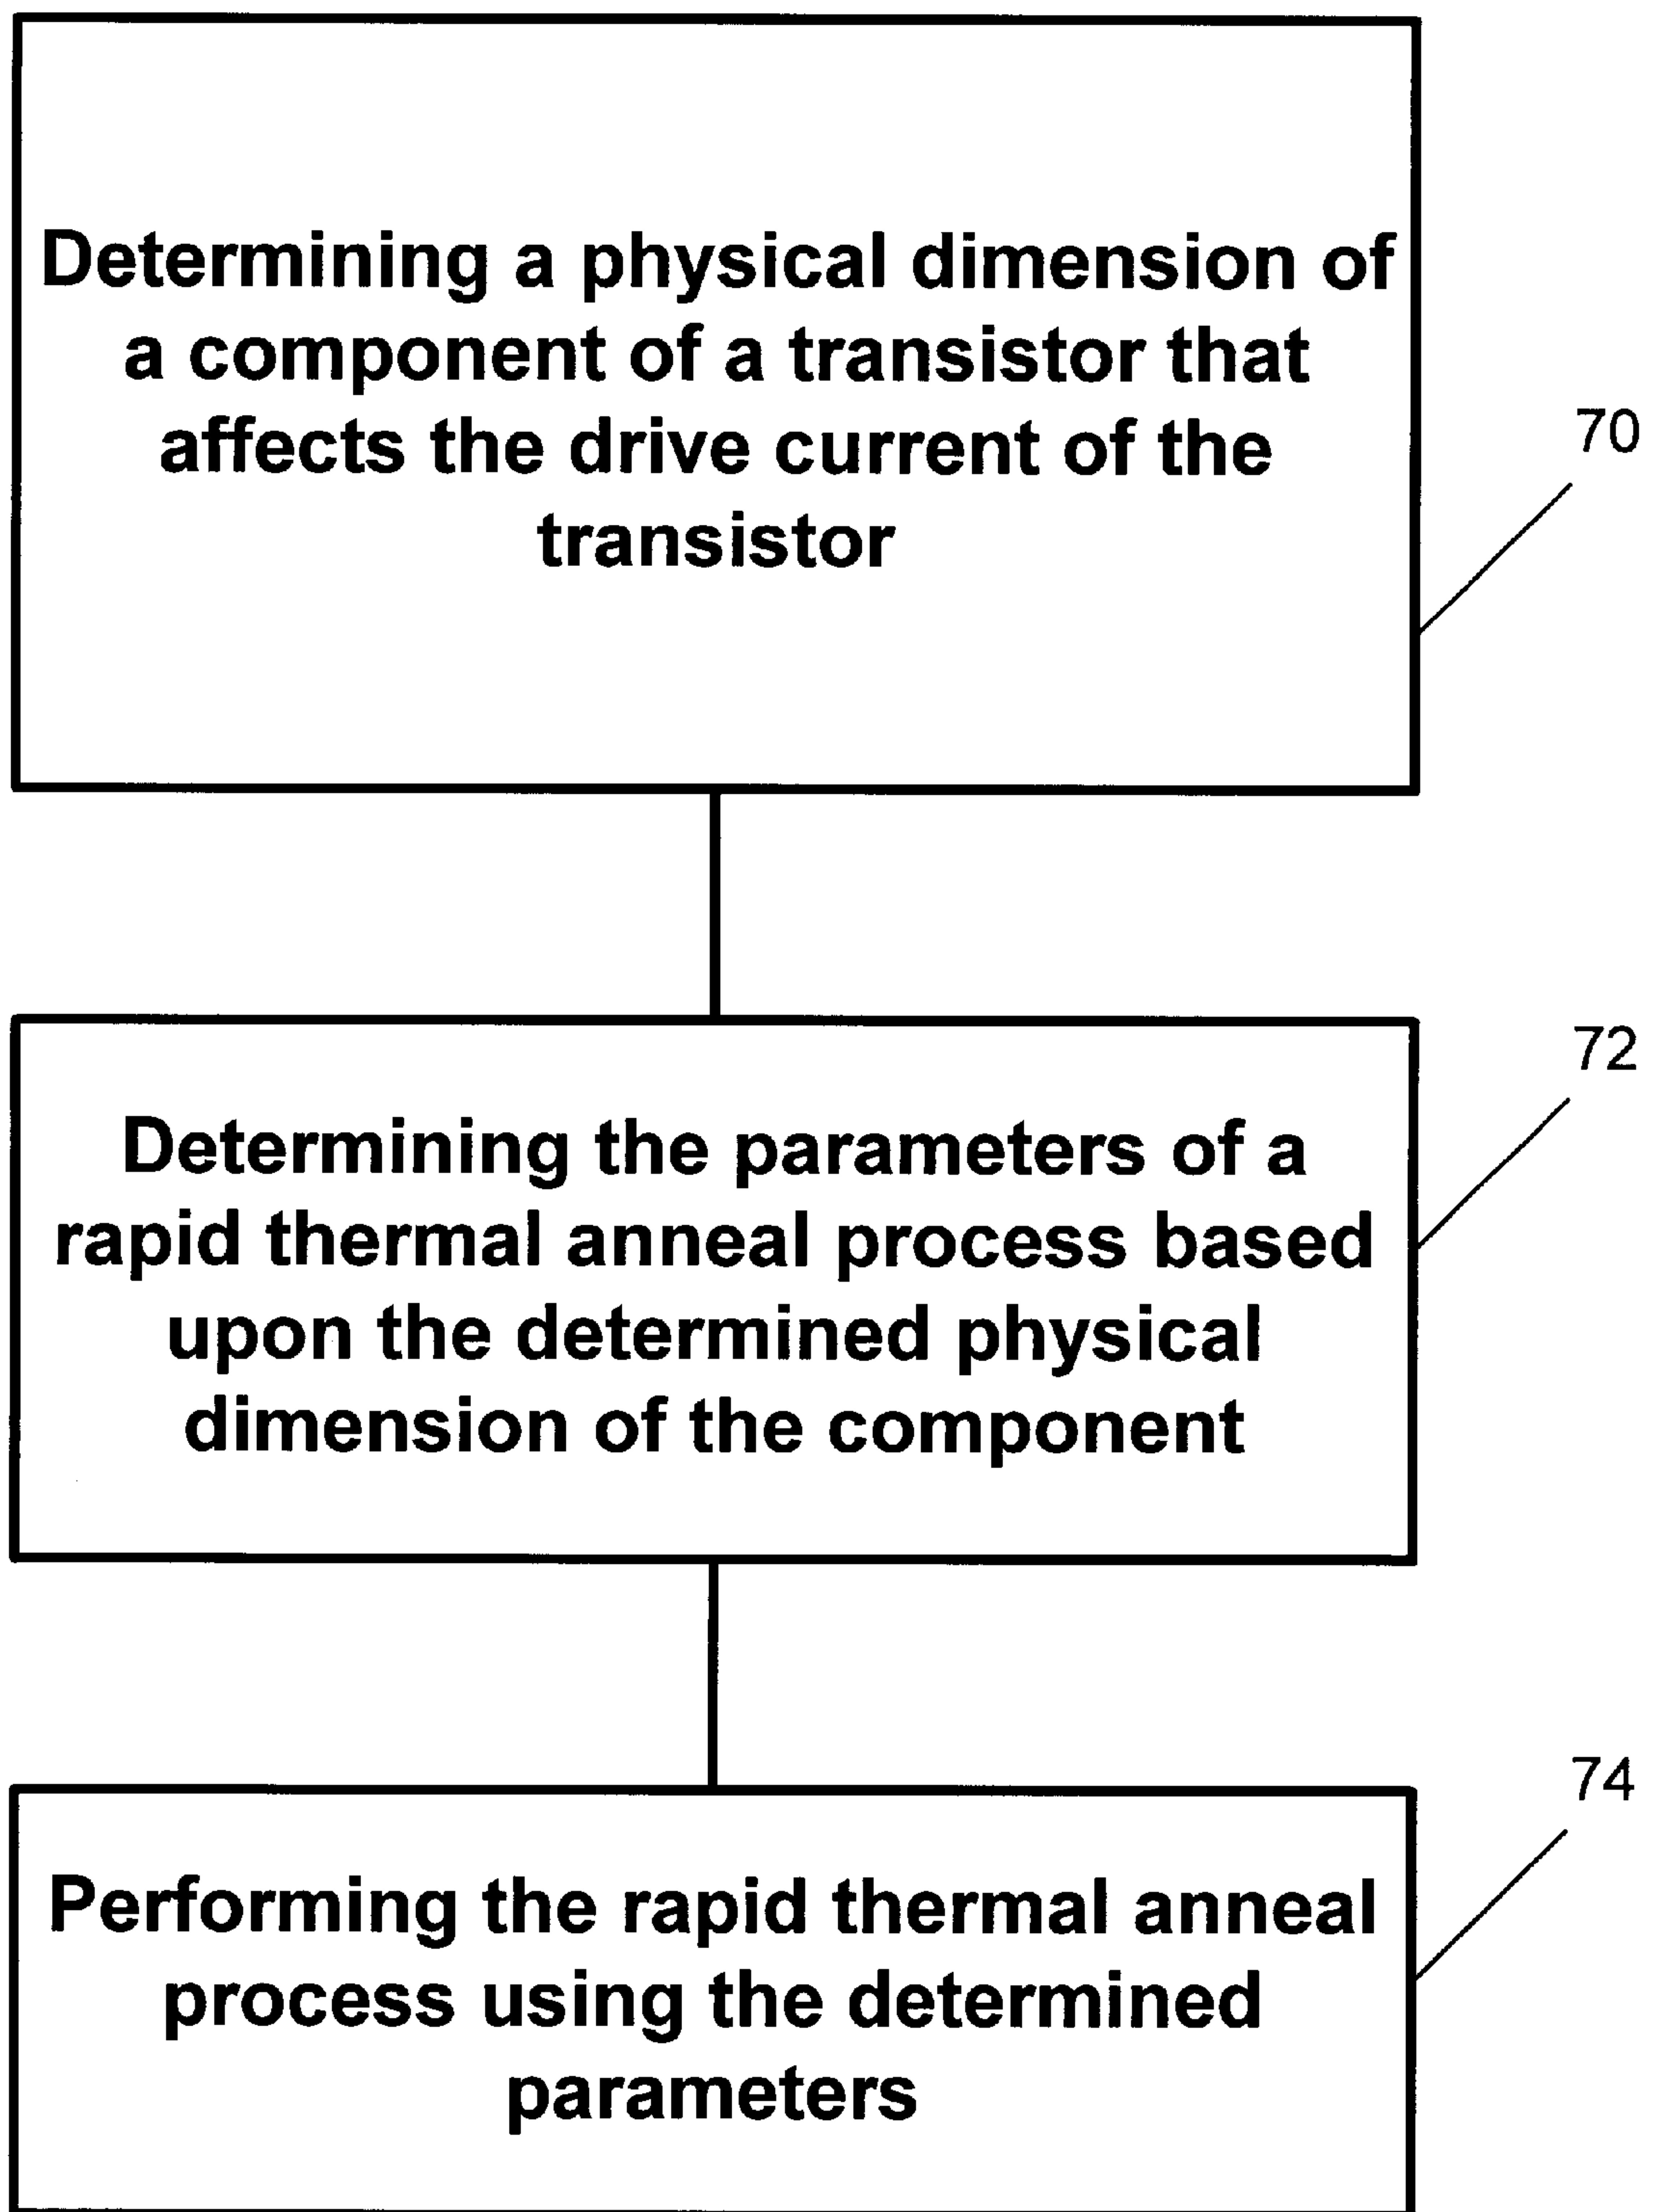 Determining a physical dimension of
a component of a transistor that
affects the drive current of the
transistor
70
Determining the parameters of a
rapid thermal anneal process based
upon the determined physical
dimension of the component
72
Performing the rapid thermal anneal
process using the determined
parameters
74